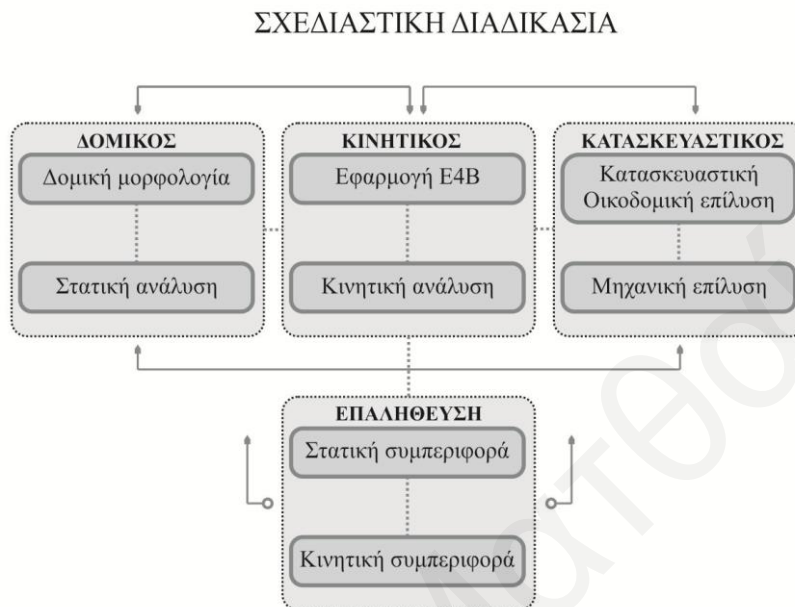 ΣΧΕΔΙΑΣΤΙΚΗ ΔΙΑΔΙΚΑΣΙΑ
ΔΟΜΙΚΟΣ
Δομική μορφολογία
Στατική ανάλυση
ΚΙΝΗΤΙΚΟΣ
Εφαρμογή Ε4Β
Κινητική ανάλυση
ΚΑΤΑΣΚΕΥΑΣΤΙΚΟΣ
Κατασκευαστική
Οικοδομική επίλυση
Μηχανική επίλυση
ΕΠΑΛΗΘΕΥΣΗ
Στατική συμπεριφορά
Κινητική συμπεριφορά